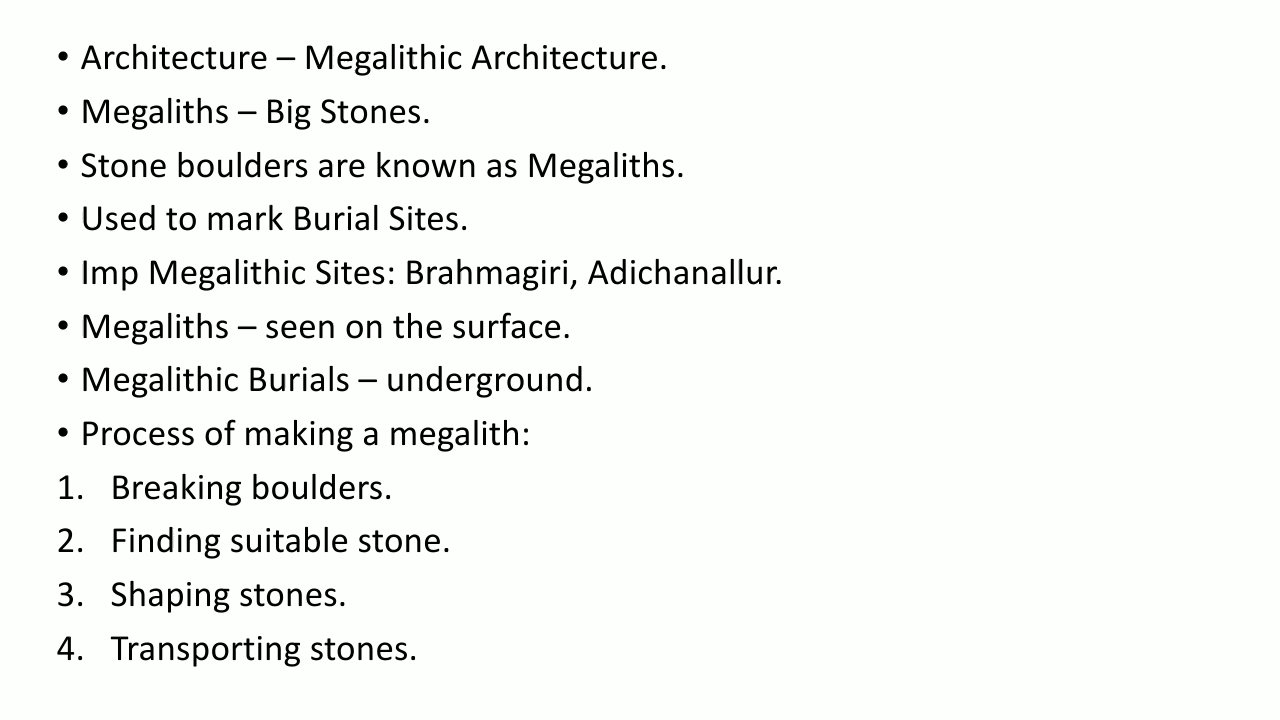 • Architecture – Megalithic Architecture.
• Megaliths – Big Stones.
• Stone boulders are known as Megaliths.
• Used to mark Burial Sites.
• Imp Megalithic Sites: Brahmagiri, Adichanallur.
• Megaliths – seen on the surface.
• Megalithic Burials – underground.
• Process of making a megalith:
1. Breaking boulders.
2. Finding suitable stone.
3. Shaping stones.
4. Transporting stones.